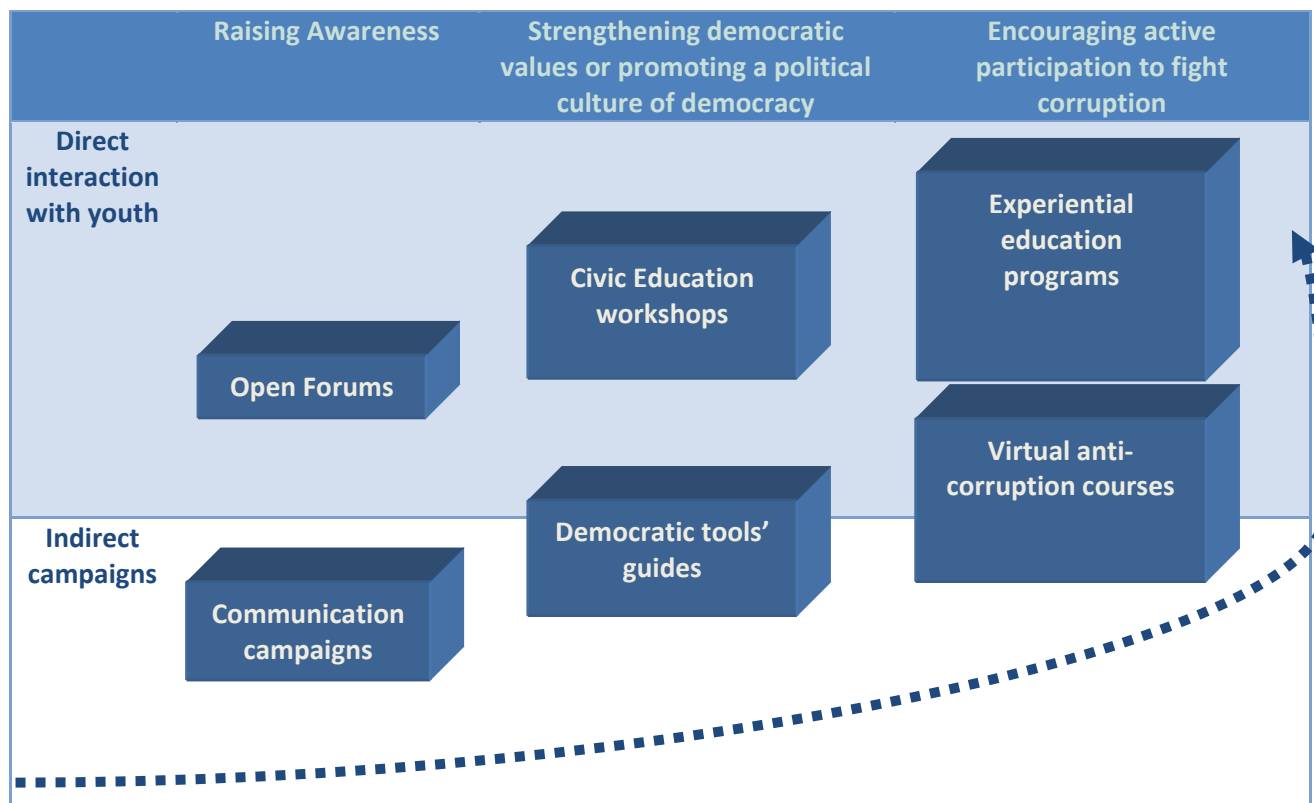 Raising Awareness
Strengthening democratic
values or promoting a political
culture of democracy
Encouraging active
participation to fight
corruption
Direct
interaction
with youth
Experiential
education
programs
Civic Education
workshops
Open Forums
Virtual anti-
corruption courses
Democratic tools’
guides
Indirect
campaigns
Communication
campaigns